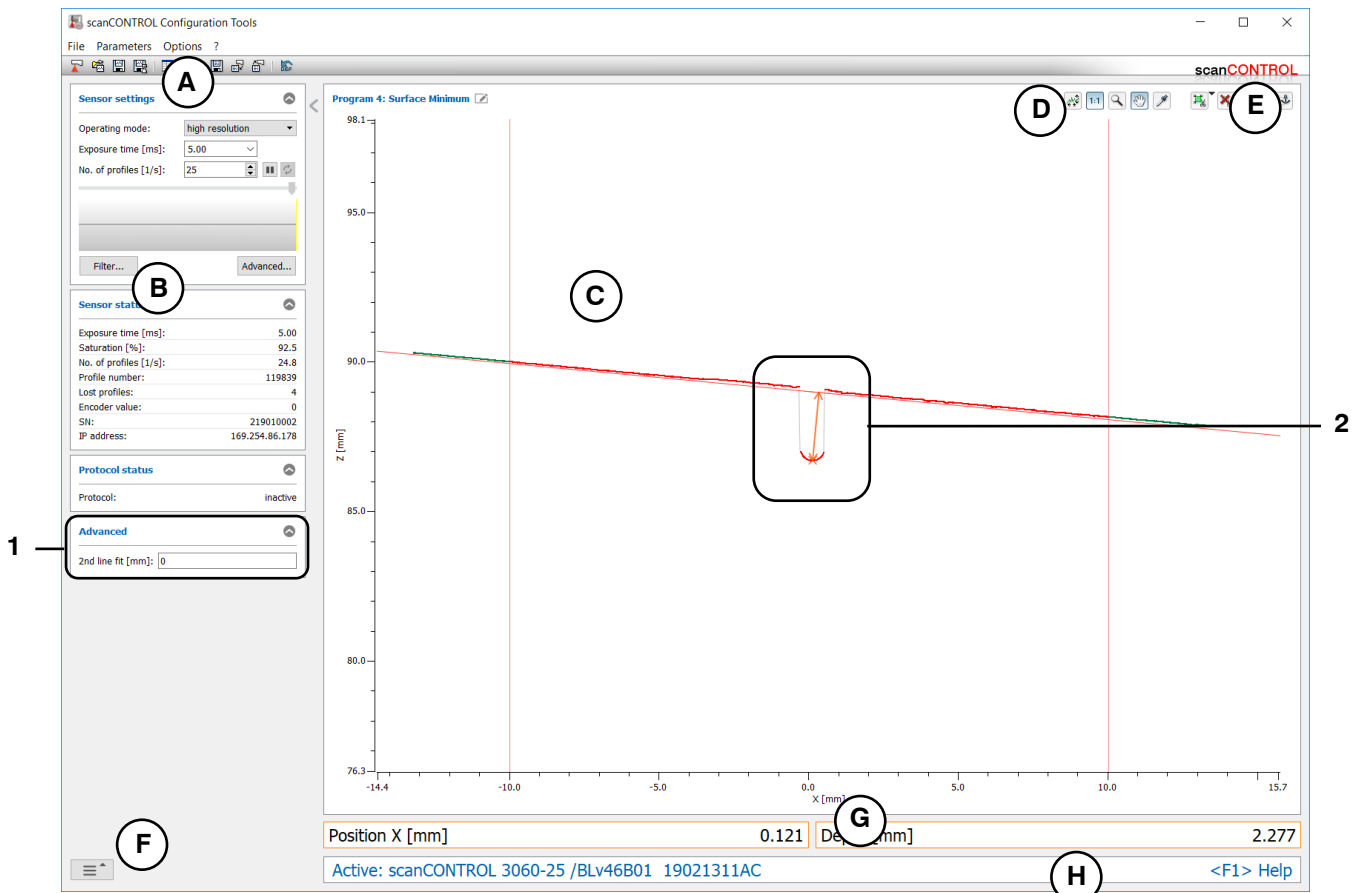 scanCONTROL Configuration Tools
File Parameters Options ?
A
scanCONTROL
Sensor settings
Operating mode: high resolution
Exposure time [ms]: 5.00
No. of profiles [1/s]: 25
Filter... Advanced...
B
Sensor
Exposure time [ms]: 5.00
Saturation [%]: 92.5
No. of profiles [1/s]: 24.8
Profile number: 119839
Lost profiles: 4
Encoder value: 0
SN: 219010002
IP address: 169.254.86.178
Protocol status
Protocol: inactive
1
Advanced
2nd line fit [mm]: 0
F
Program 4: Surface Minimum
D
1:1
E
98.1
95.0
90.0
85.0
80.0
76.3
Z [mm]
C
2
-14.4 -10.0 -5.0 0.0 5.0 10.0 15.7
X [mm]
G
Position X [mm] 0.121
[mm] 2.277
Active: scanCONTROL 3060-25 /BLv46B01 19021311AC
H
<F1> Help